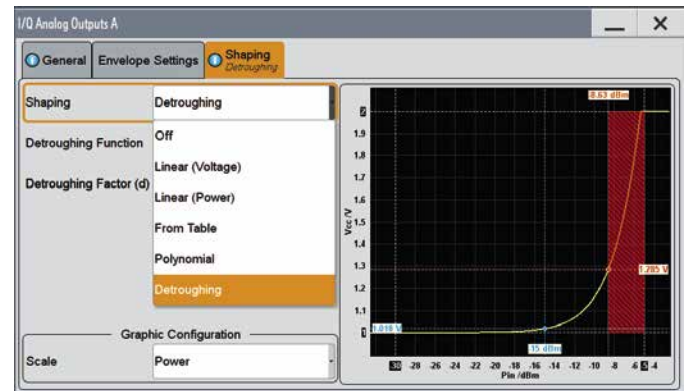 I/Q Analog Outputs A
General
Envelope Settings
Shaping
Detroughing
Shaping
Detroughing
Detroughing Function
Detroughing Factor (d)
Off
Linear (Voltage)
Linear (Power)
From Table
Polynomial
Detroughing
Graphic Configuration
Scale
Power
-8.63 dBm
2
1.9
1.8
1.7
1.6
1.5
1.4
1.3
1.2
1.1
1
Vcc /V
1.285 V
1.018 V
-15 dBm
-30 -28 -26 -24 -22 -20 -18 -16 -14 -12 -10 -8 -6 -4
Pin /dBm